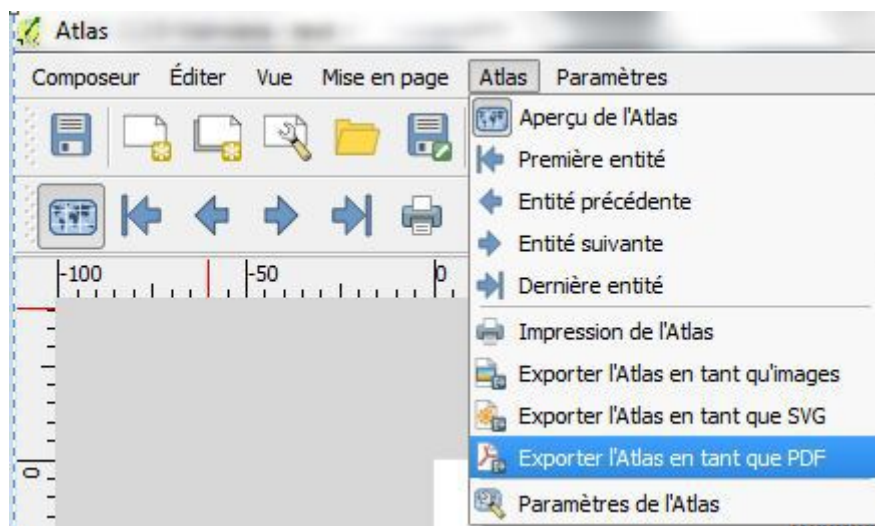 Atlas
Composeur Éditer Vue Mise en page Atlas Paramètres
Aperçu de l'Atlas
Première entité
Entité précédente
Entité suivante
-100 -50 0
Dernière entité
Impression de l'Atlas
Exporter l'Atlas en tant qu'images
Exporter l'Atlas en tant que SVG
Exporter l'Atlas en tant que PDF
0
Paramètres de l'Atlas